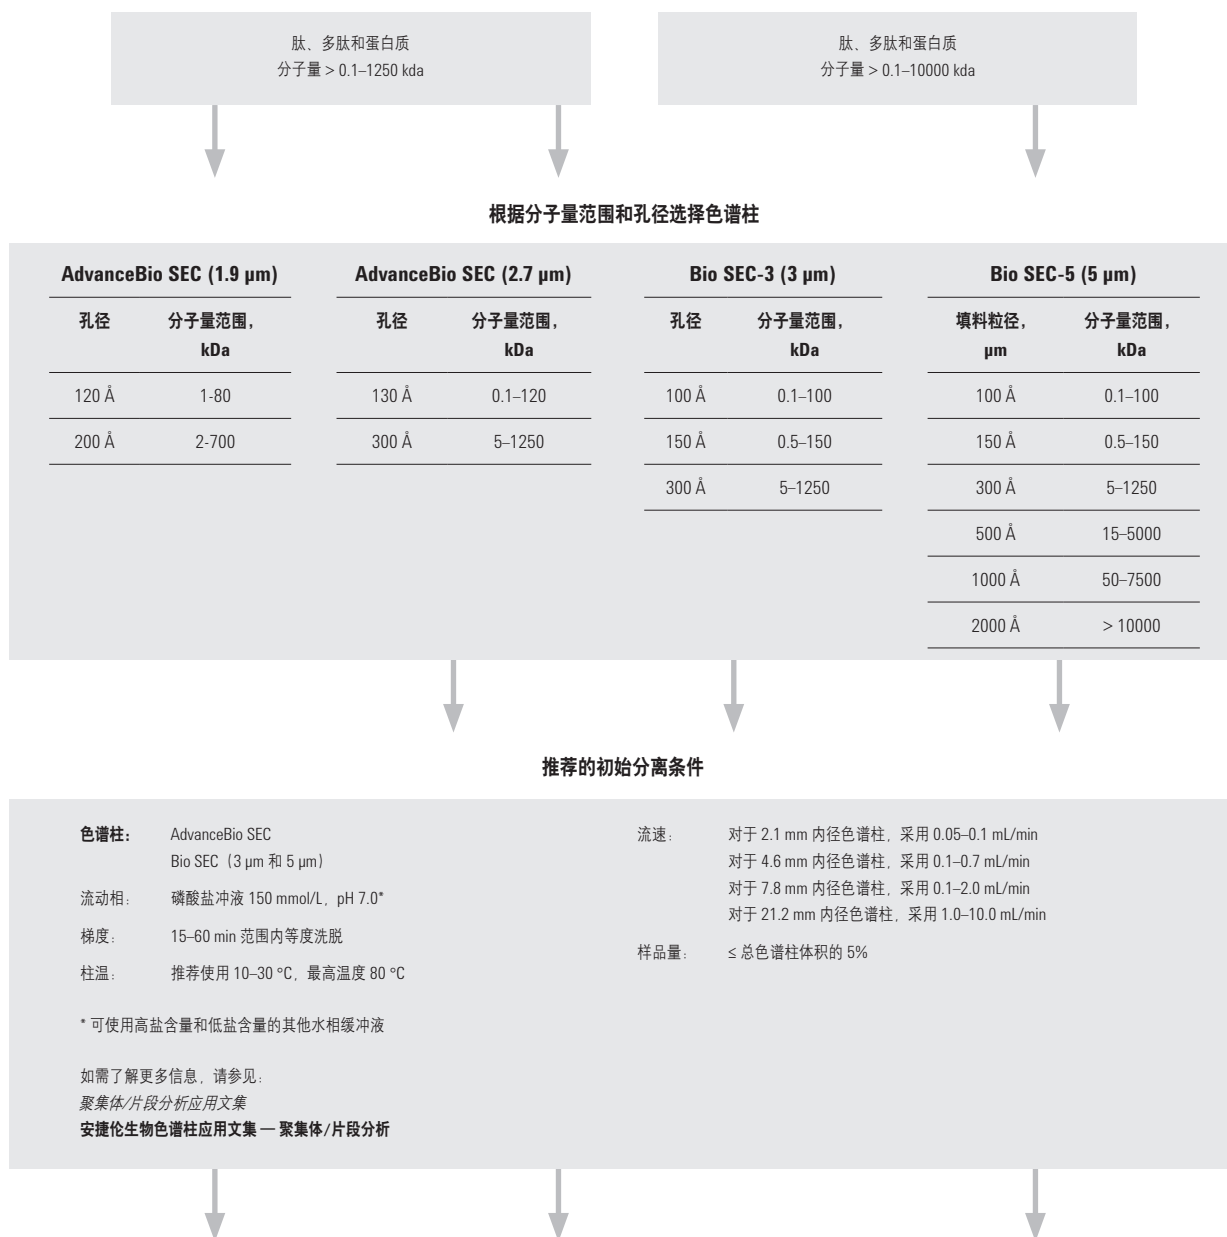 肽、多肽和蛋白质
分子量 > 0.1–1250 kda
肽、多肽和蛋白质
分子量 > 0.1–10000 kda
根据分子量范围和孔径选择色谱柱
AdvanceBio SEC (1.9 µm)
孔径 分子量范围，
kDa
120 Å 1-80
200 Å 2-700
AdvanceBio SEC (2.7 µm)
孔径 分子量范围，
kDa
130 Å 0.1–120
300 Å 5–1250
Bio SEC-3 (3 µm)
孔径 分子量范围，
kDa
100 Å 0.1–100
150 Å 0.5–150
300 Å 5–1250
Bio SEC-5 (5 µm)
填料粒径， 分子量范围，
µm kDa
100 Å 0.1–100
150 Å 0.5–150
300 Å 5–1250
500 Å 15–5000
1000 Å 50–7500
2000 Å > 10000
推荐的初始分离条件
色谱柱： AdvanceBio SEC
Bio SEC（3 µm 和 5 µm）
流动相： 磷酸盐冲液 150 mmol/L，pH 7.0*
梯度： 15–60 min 范围内等度洗脱
柱温： 推荐使用 10–30 °C，最高温度 80 °C
* 可使用高盐含量和低盐含量的其他水相缓冲液
如需了解更多信息，请参见：
聚集体/片段分析应用文集
安捷伦生物色谱柱应用文集 — 聚集体/片段分析
流速： 对于 2.1 mm 内径色谱柱，采用 0.05–0.1 mL/min
对于 4.6 mm 内径色谱柱，采用 0.1–0.7 mL/min
对于 7.8 mm 内径色谱柱，采用 0.1–2.0 mL/min
对于 21.2 mm 内径色谱柱，采用 1.0–10.0 mL/min
样品量： ≤ 总色谱柱体积的 5%